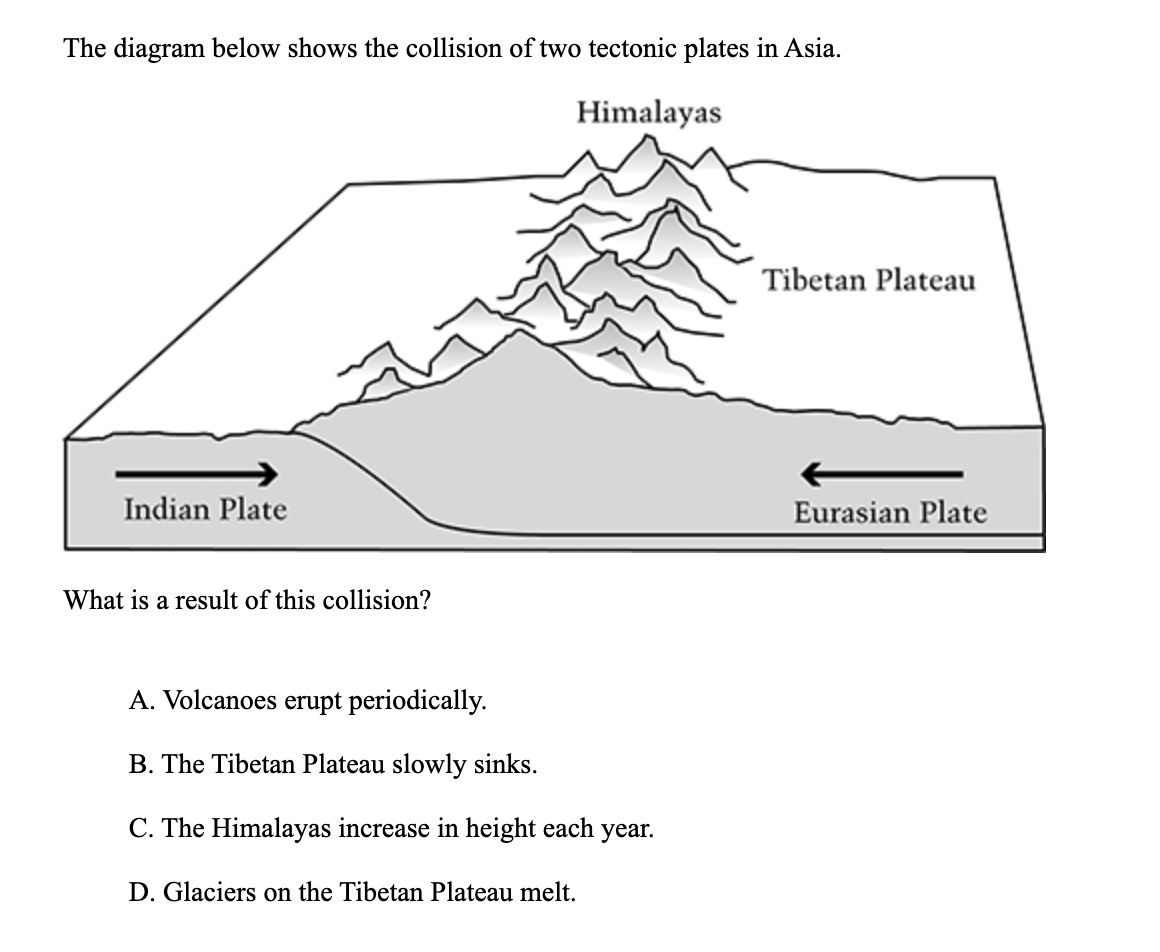 The diagram below shows the collision of two tectonic plates in Asia.
Himalayas
Tibetan Plateau
Indian Plate
Eurasian Plate
What is a result of this collision?
A. Volcanoes erupt periodically.
B. The Tibetan Plateau slowly sinks.
C. The Himalayas increase in height each year.
D. Glaciers on the Tibetan Plateau melt.